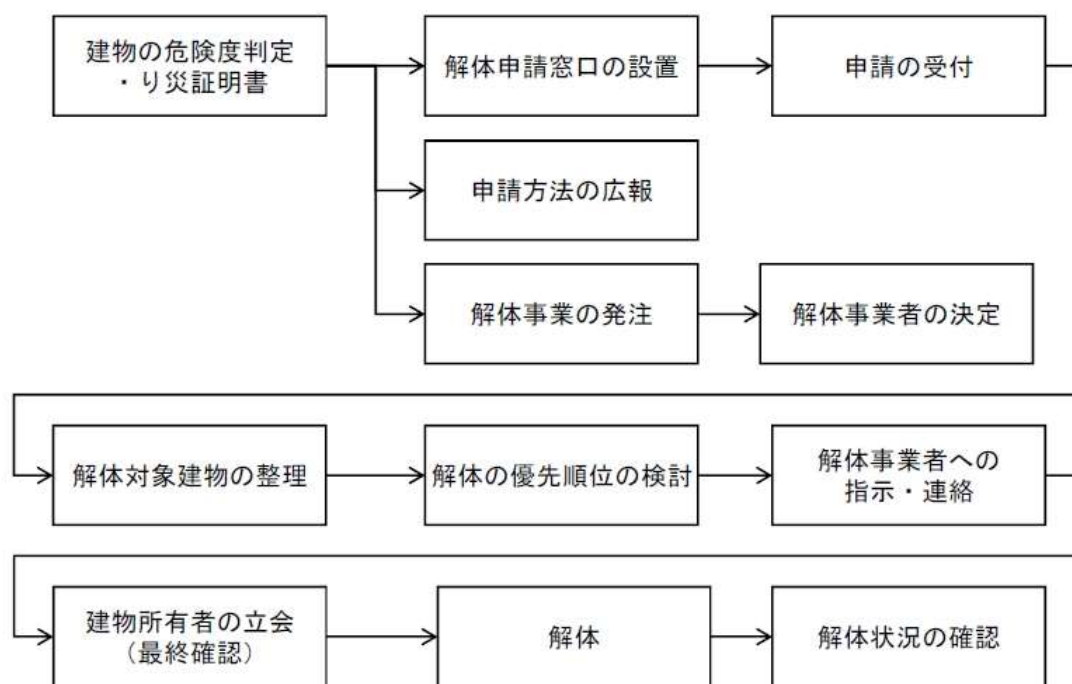 建物の危険度判定
・り災証明書
解体申請窓口の設置
申請の受付
申請方法の広報
解体事業の発注
解体事業者の決定
解体対象建物の整理
解体の優先順位の検討
解体事業者への
指示・連絡
建物所有者の立会
（最終確認）
解体
解体状況の確認